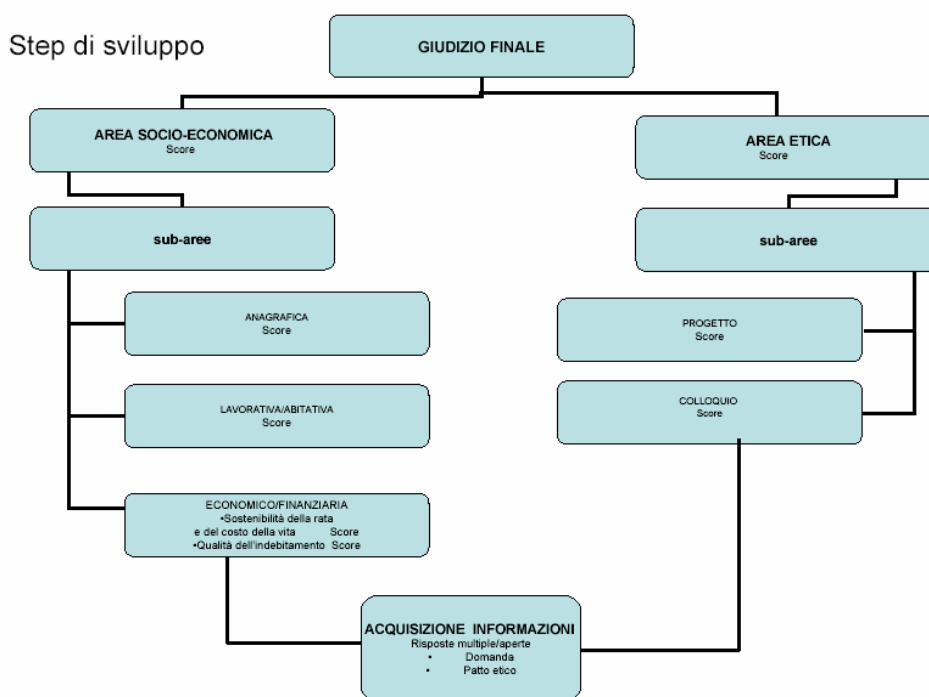 Step di sviluppo
GIUDIZIO FINALE
AREA SOCIO-ECONOMICA
Score
AREA ETICA
Score
sub-aree
sub-aree
ANAGRAFICA
Score
PROGETTO
Score
LAVORATIVA/ABITATIVA
Score
COLLOQUIO
Score
ECONOMICO/FINANZIARIA
•Sostenibilità della rata
e del costo della vita Score
•Qualità dell'indebitamento Score
ACQUISIZIONE INFORMAZIONI
Risposte multiple/aperte
• Domanda
• Patto etico